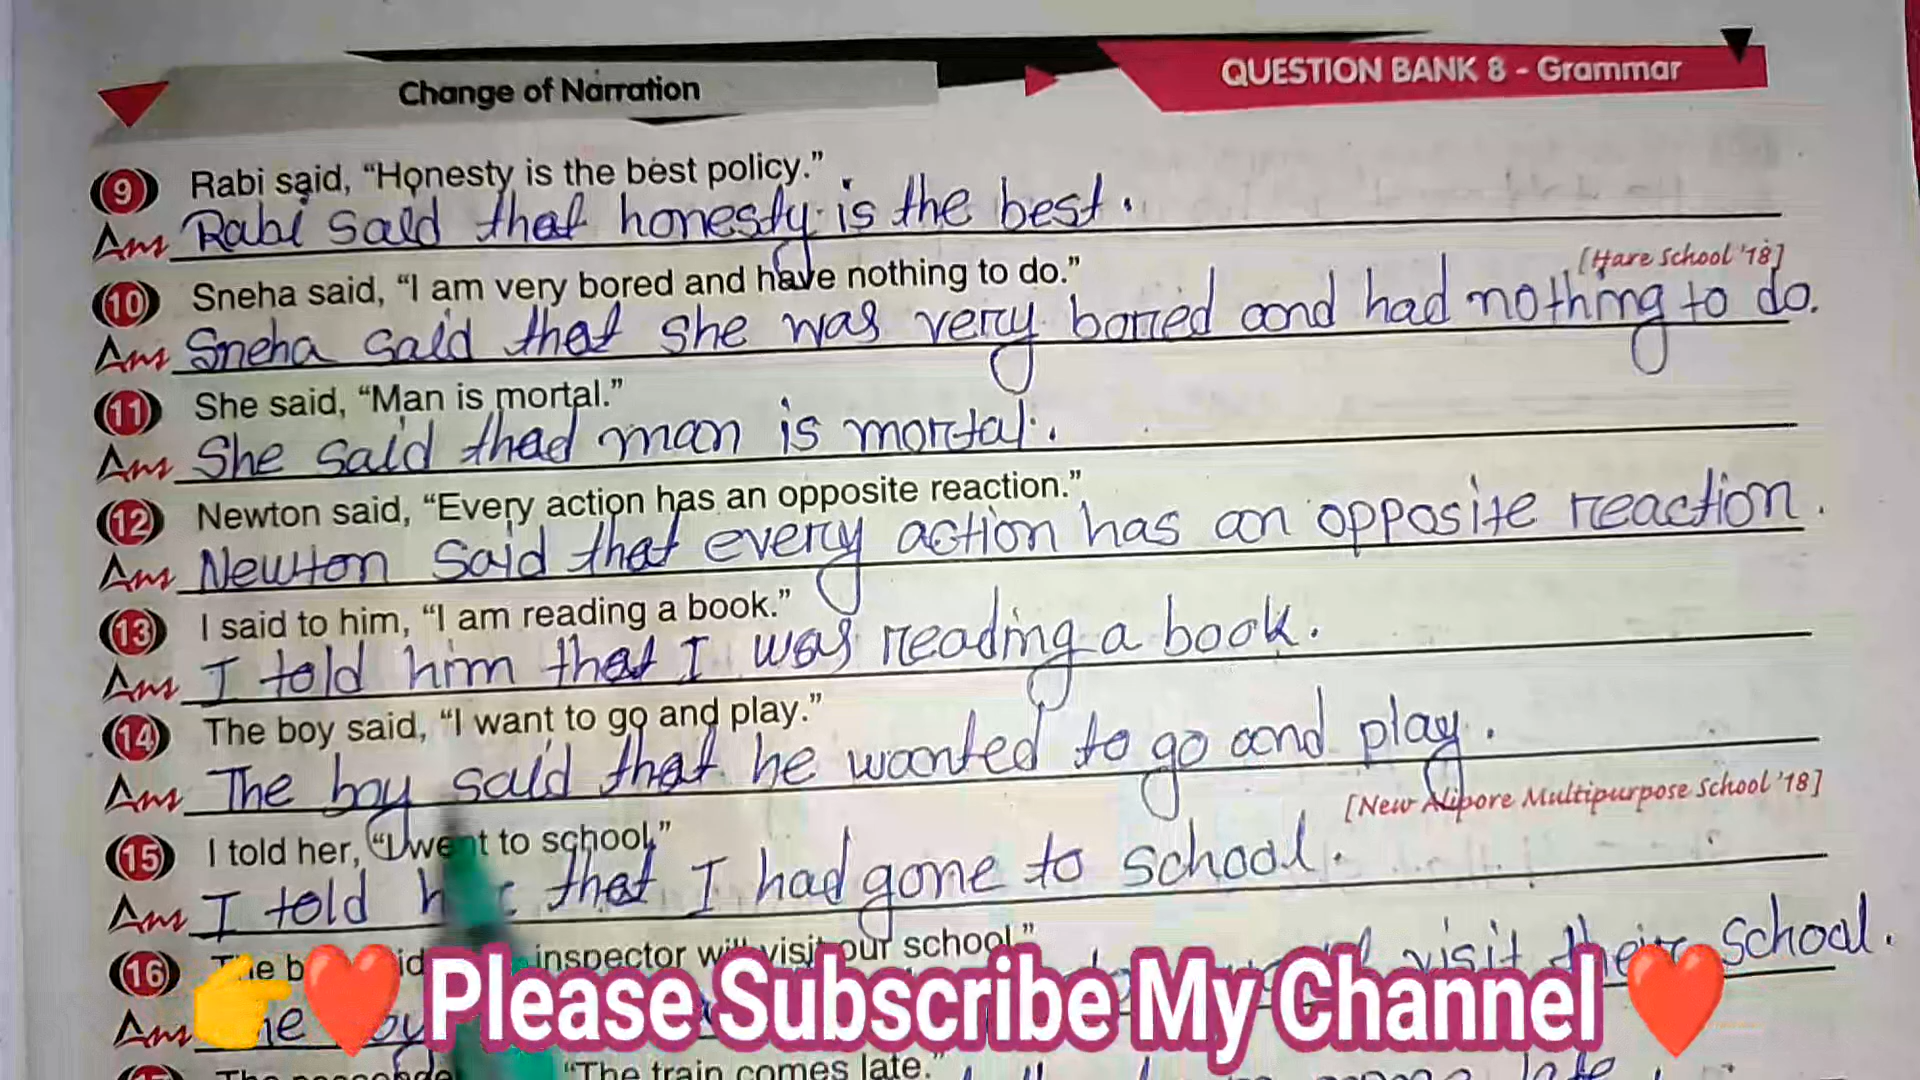 Change of Narration
QUESTION BANK 8 - Grammar
9 Rabi said, “Honesty is the best policy.”
Ans Rabi said that honesty is the best.
[Hare School '18]
10 Sneha said, “I am very bored and have nothing to do.”
Ans Sneha said that she was very borred and had nothing to do.
11 She said, “Man is mortal.”
Ans She said thad man is mortal.
12 Newton said, “Every action has an opposite reaction.”
Ans Newton said that every action has an opposite reaction.
13 I said to him, “I am reading a book.”
Ans I told him that I was reading a book.
14 The boy said, “I want to go and play.”
Ans The boy said that he wanted to go and play.
[New Alipore Multipurpose School '18]
15 I told her, “I went to school.”
Ans I told that I had gone to school.
16 inspector will visit our school.”
Ans visit their school.
Please Subscribe My Channel
“The train comes late.”
late